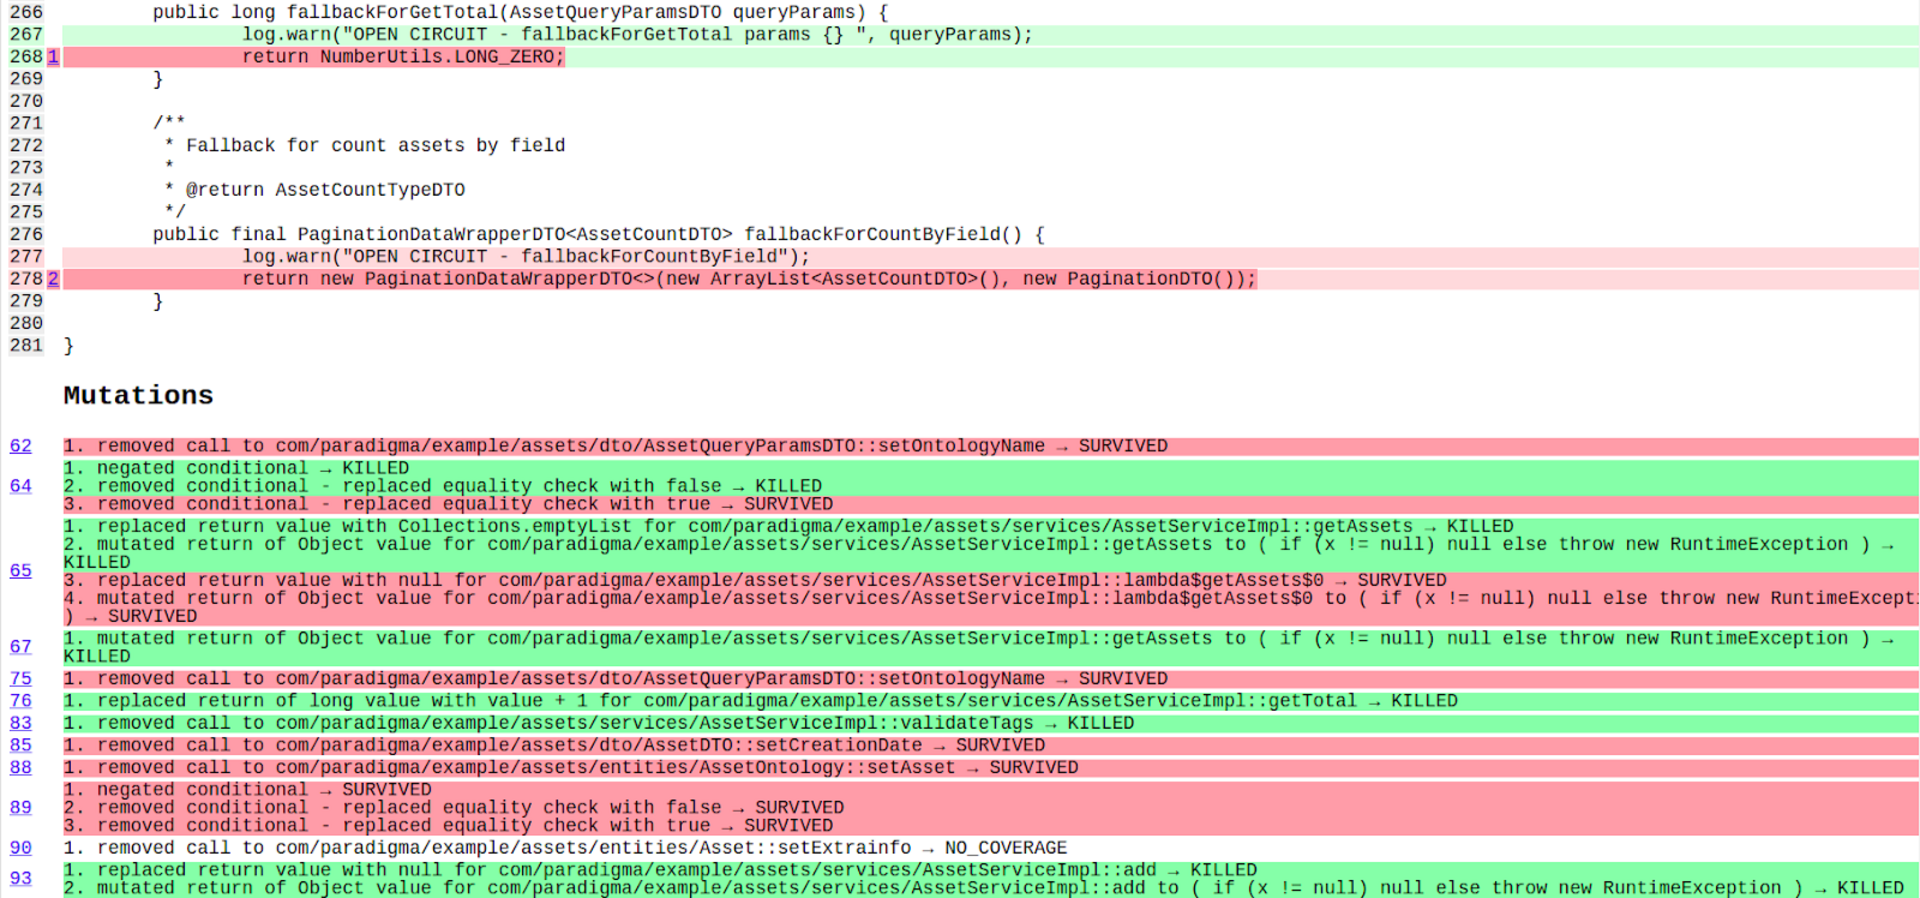 266 public long fallbackForGetTotal(AssetQueryParamsDTO queryParams) {
267 log.warn("OPEN CIRCUIT - fallbackForGetTotal params {} ", queryParams);
268 1 return NumberUtils.LONG_ZERO;
269 }
270
271 /**
272 * Fallback for count assets by field
273 *
274 * @return AssetCountTypeDTO
275 */
276 public final PaginationDataWrapperDTO<AssetCountDTO> fallbackForCountByField() {
277 log.warn("OPEN CIRCUIT - fallbackForCountByField");
278 2 return new PaginationDataWrapperDTO<>(new ArrayList<AssetCountDTO>(), new PaginationDTO());
279 }
280
281 }
Mutations
62 1. removed call to com/paradigma/example/assets/dto/AssetQueryParamsDTO::setOntologyName → SURVIVED
1. negated conditional → KILLED
64 2. removed conditional - replaced equality check with false → KILLED
3. removed conditional - replaced equality check with true → SURVIVED
1. replaced return value with Collections.emptyList for com/paradigma/example/assets/services/AssetServiceImpl::getAssets → KILLED
2. mutated return of Object value for com/paradigma/example/assets/services/AssetServiceImpl::getAssets to ( if (x != null) null else throw new RuntimeException ) →
KILLED
65
3. replaced return value with null for com/paradigma/example/assets/services/AssetServiceImpl::lambda$getAssets$0 → SURVIVED
4. mutated return of Object value for com/paradigma/example/assets/services/AssetServiceImpl::lambda$getAssets$0 to ( if (x != null) null else throw new RuntimeExcepti
) → SURVIVED
67 1. mutated return of Object value for com/paradigma/example/assets/services/AssetServiceImpl::getAssets to ( if (x != null) null else throw new RuntimeException ) →
KILLED
75 1. removed call to com/paradigma/example/assets/dto/AssetQueryParamsDTO::setOntologyName → SURVIVED
76 1. replaced return of long value with value + 1 for com/paradigma/example/assets/services/AssetServiceImpl::getTotal → KILLED
83 1. removed call to com/paradigma/example/assets/services/AssetServiceImpl::validateTags → KILLED
85 1. removed call to com/paradigma/example/assets/dto/AssetDTO::setCreationDate → SURVIVED
88 1. removed call to com/paradigma/example/assets/entities/AssetOntology::setAsset → SURVIVED
1. negated conditional → SURVIVED
89 2. removed conditional - replaced equality check with false → SURVIVED
3. removed conditional - replaced equality check with true → SURVIVED
90 1. removed call to com/paradigma/example/assets/entities/Asset::setExtrainfo → NO_COVERAGE
93 1. replaced return value with null for com/paradigma/example/assets/services/AssetServiceImpl::add → KILLED
2. mutated return of Object value for com/paradigma/example/assets/services/AssetServiceImpl::add to ( if (x != null) null else throw new RuntimeException ) → KILLED